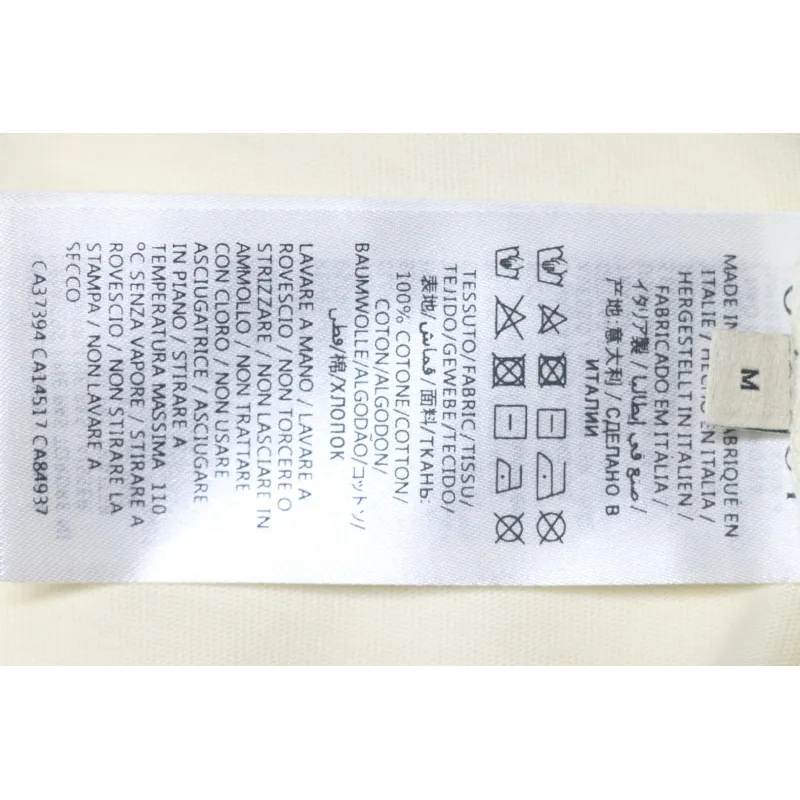 M
MADE IN
ITALIE / HE
HERGESTELLT IN ITALIEN /
FABRICADO EM ITALIA /
イタリア製 / صنع في ايطاليا /
产地: 意大利 / СДЕЛАНО В
ИТАЛИИ
TESSUTO/FABRIC/TISSU/
TEJIDO/GEWEBE/TECIDO/
表地/قماش/面料/ТКАНЬ:
100% COTONE/COTTON/
COTON/ALGODON/
BAUMWOLLE/ALGODÃO/コットン/
قطن/棉/ХЛОПОК
LAVARE A MANO / LAVARE A
ROVESCIO / NON TORCERE O
STRIZZARE / NON LASCIARE IN
AMMOLLO / NON TRATTARE
CON CLORO / NON USARE
ASCIUGATRICE / ASCIUGARE
IN PIANO / STIRARE A
TEMPERATURA MASSIMA 110
°C SENZA VAPORE / STIRARE A
ROVESCIO / NON STIRARE LA
STAMPA / NON LAVARE A
SECCO
CA37394 CA14517 CA84937